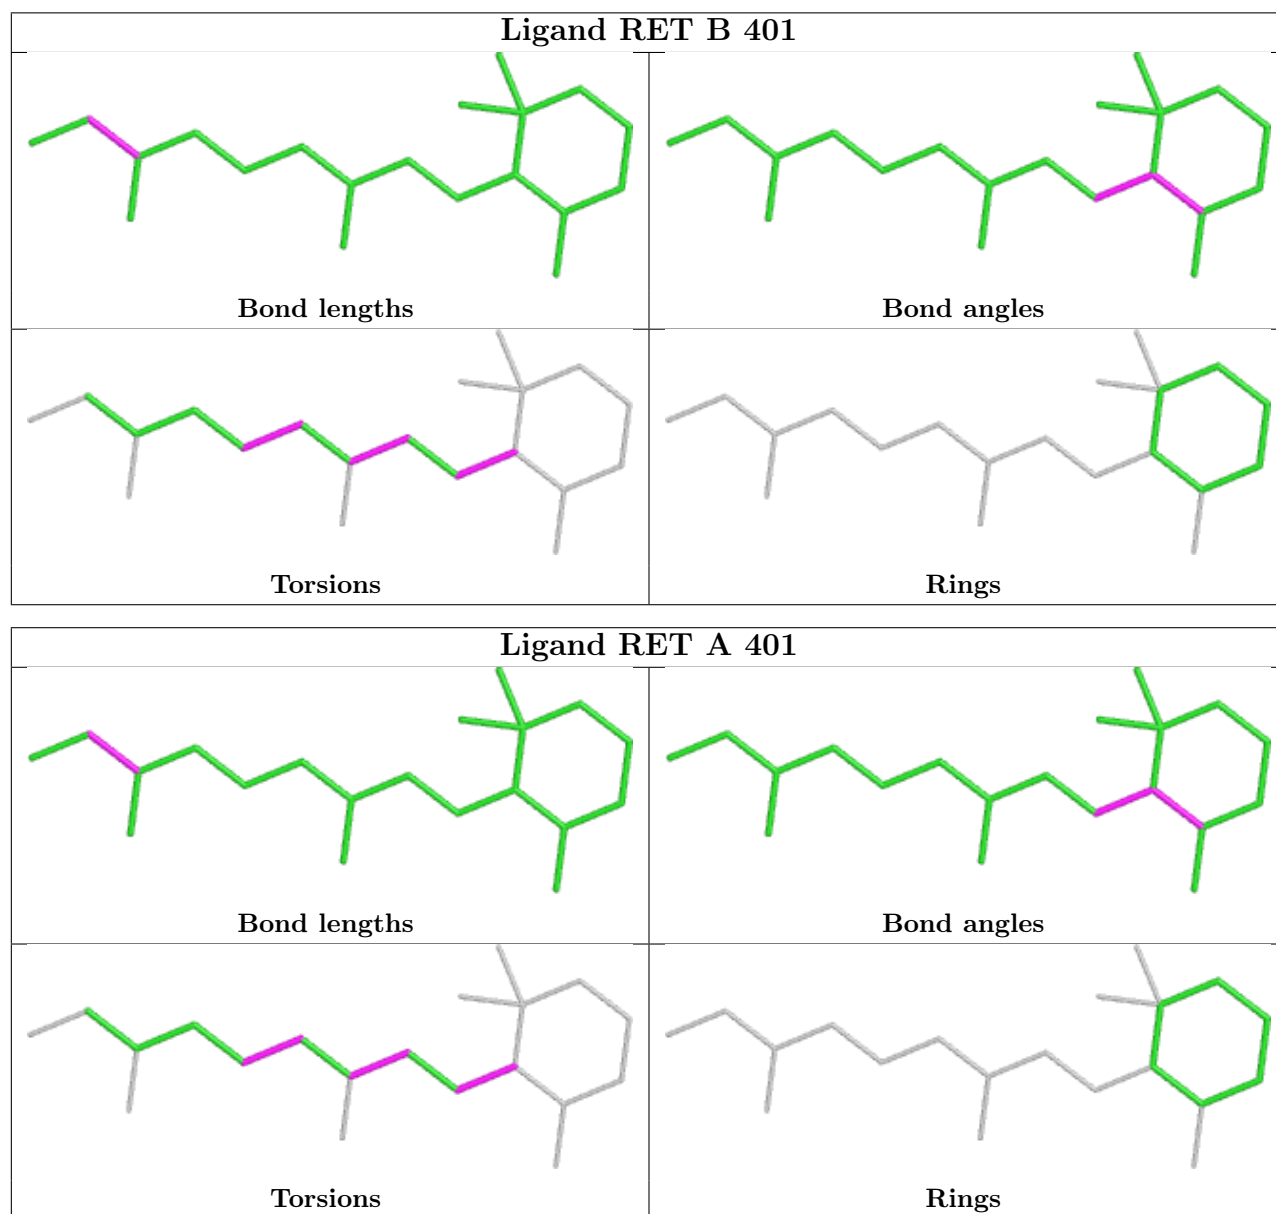 Ligand RET B 401
Bond lengths
Bond angles
Torsions
Rings
Ligand RET A 401
Bond lengths
Bond angles
Torsions
Rings